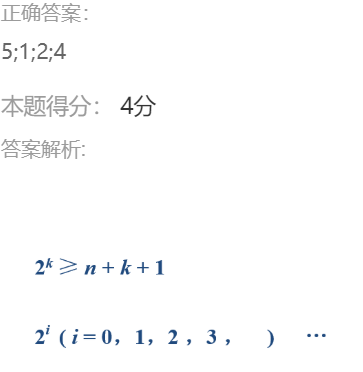 正确答案:
5;1;2;4
本题得分: 4分
答案解析:
2ᵏ ≥ n + k + 1
2ⁱ ( i = 0, 1, 2 , 3 , ) ⋯